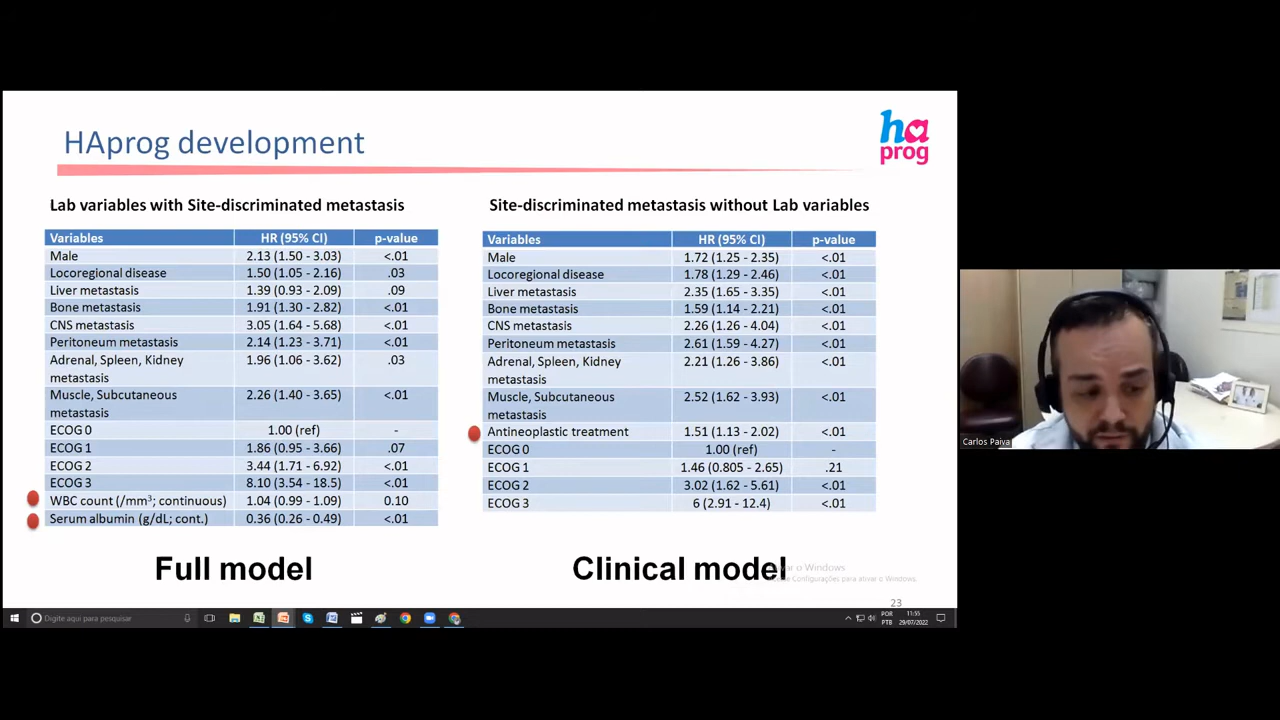 HAprog development
ha
prog
Lab variables with Site-discriminated metastasis
Variables HR (95% CI) p-value
Male 2.13 (1.50 - 3.03) <.01
Locoregional disease 1.50 (1.05 - 2.16) .03
Liver metastasis 1.39 (0.93 - 2.09) .09
Bone metastasis 1.91 (1.30 - 2.82) <.01
CNS metastasis 3.05 (1.64 - 5.68) <.01
Peritoneum metastasis 2.14 (1.23 - 3.71) <.01
Adrenal, Spleen, Kidney 1.96 (1.06 - 3.62) .03
metastasis
Muscle, Subcutaneous 2.26 (1.40 - 3.65) <.01
metastasis
ECOG 0 1.00 (ref) -
ECOG 1 1.86 (0.95 - 3.66) .07
ECOG 2 3.44 (1.71 - 6.92) <.01
ECOG 3 8.10 (3.54 - 18.5) <.01
WBC count (/mm³; continuous) 1.04 (0.99 - 1.09) 0.10
Serum albumin (g/dL; cont.) 0.36 (0.26 - 0.49) <.01
Full model
Site-discriminated metastasis without Lab variables
Variables HR (95% CI) p-value
Male 1.72 (1.25 - 2.35) <.01
Locoregional disease 1.78 (1.29 - 2.46) <.01
Liver metastasis 2.35 (1.65 - 3.35) <.01
Bone metastasis 1.59 (1.14 - 2.21) <.01
CNS metastasis 2.26 (1.26 - 4.04) <.01
Peritoneum metastasis 2.61 (1.59 - 4.27) <.01
Adrenal, Spleen, Kidney 2.21 (1.26 - 3.86) <.01
metastasis
Muscle, Subcutaneous 2.52 (1.62 - 3.93) <.01
metastasis
Antineoplastic treatment 1.51 (1.13 - 2.02) <.01
ECOG 0 1.00 (ref) -
ECOG 1 1.46 (0.805 - 2.65) .21
ECOG 2 3.02 (1.62 - 5.61) <.01
ECOG 3 6 (2.91 - 12.4) <.01
Clinical model
o Windows
Configurações para ativar o Windows.
23
Carlos Paiva
Digite aqui para pesquisar
POR
PTB
11:55
29/07/2022